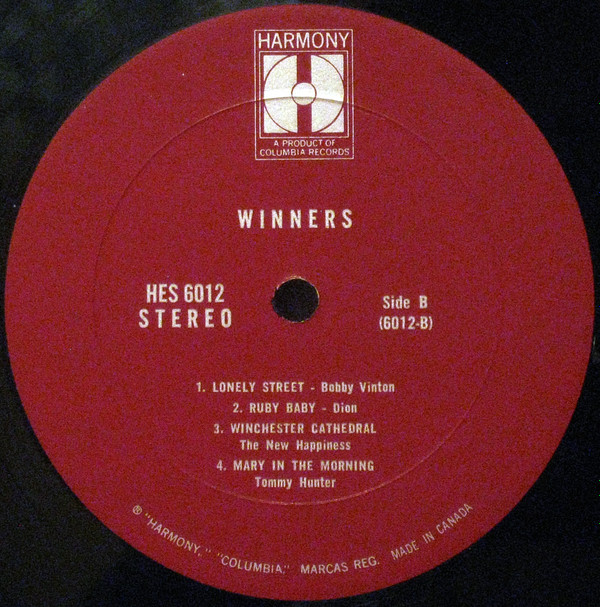 HARMONY
A PRODUCT OF
COLUMBIA RECORDS
WINNERS
HES 6012
STEREO
Side B
(6012-B)
1. LONELY STREET - Bobby Vinton
2. RUBY BABY - Dion
3. WINCHESTER CATHEDRAL
The New Happiness
4. MARY IN THE MORNING
Tommy Hunter
® "HARMONY," "COLUMBIA," MARCAS REG. MADE IN CANADA